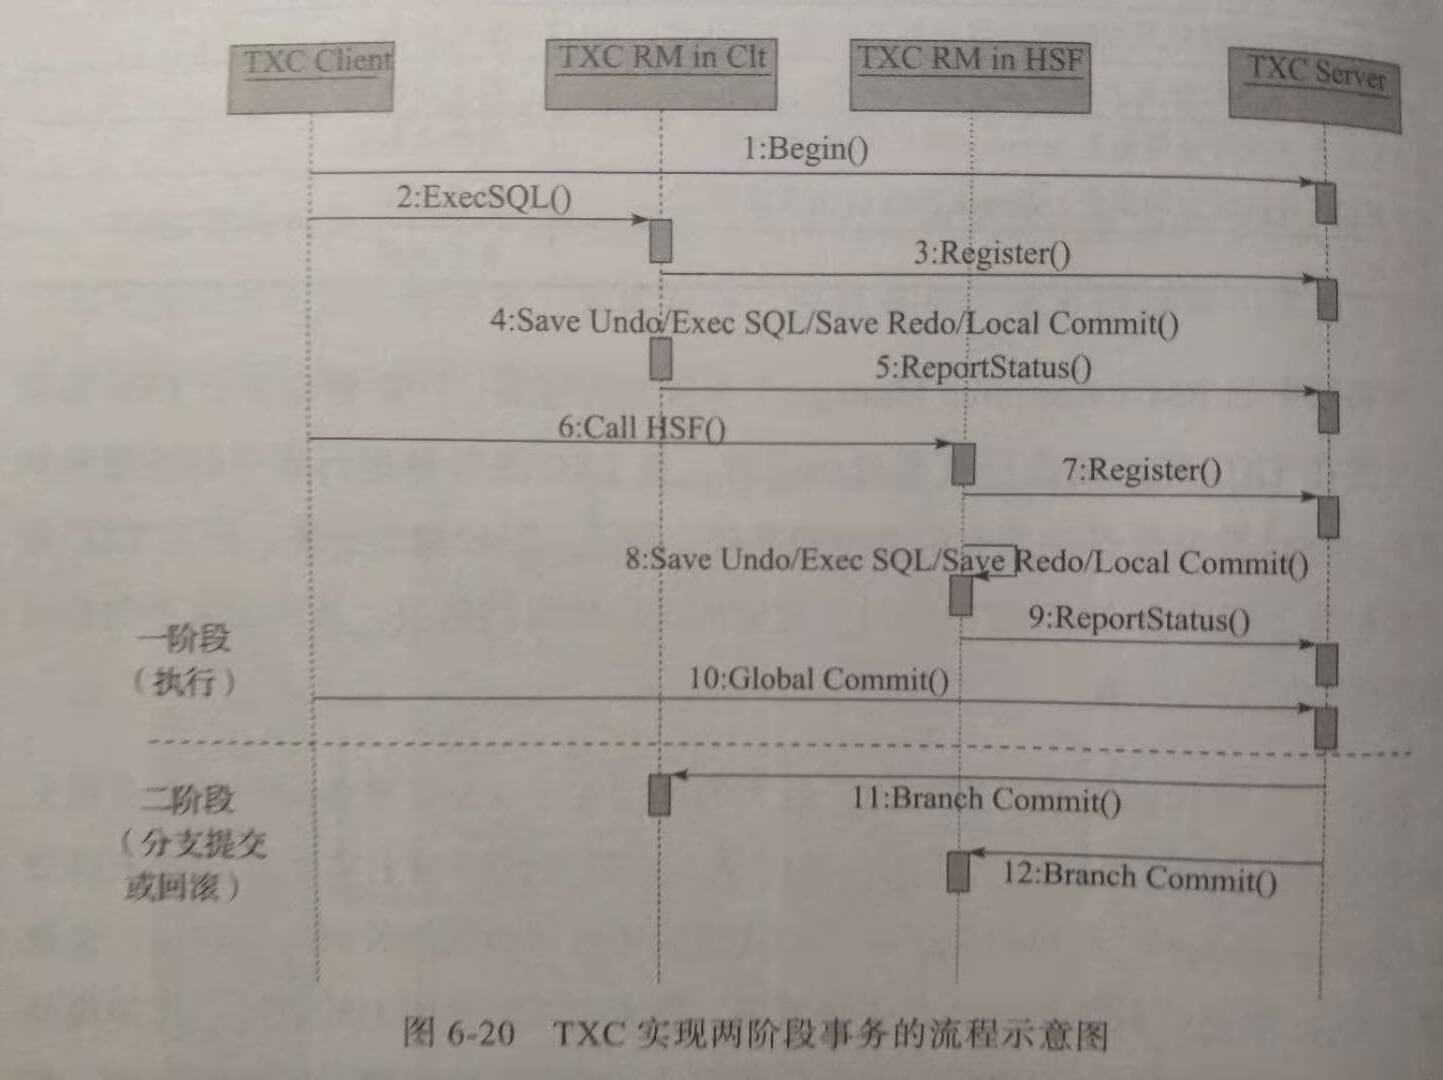 TXC Client
TXC RM in Clt
TXC RM in HSF
TXC Server
1:Begin()
2:ExecSQL()
3:Register()
4:Save Undo/Exec SQL/Save Redo/Local Commit()
5:ReportStatus()
6:Call HSF()
7:Register()
8:Save Undo/Exec SQL/Save Redo/Local Commit()
9:ReportStatus()
一阶段
（执行）
10:Global Commit()
11:Branch Commit()
二阶段
（分支提交
或回滚）
12:Branch Commit()
图 6-20 TXC 实现两阶段事务的流程示意图